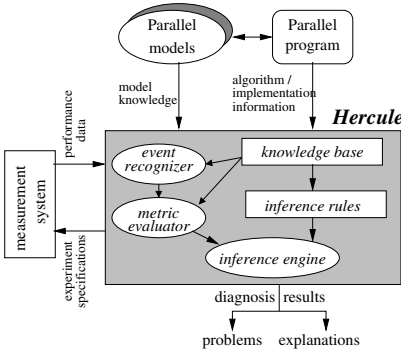 Parallel
models
Parallel
program
model
knowledge
algorithm /
implementation
information
Hercule
performance
data
measurement
system
experiment
specifications
event
recognizer
metric
evaluator
knowledge base
inference rules
inference engine
diagnosis results
problems explanations